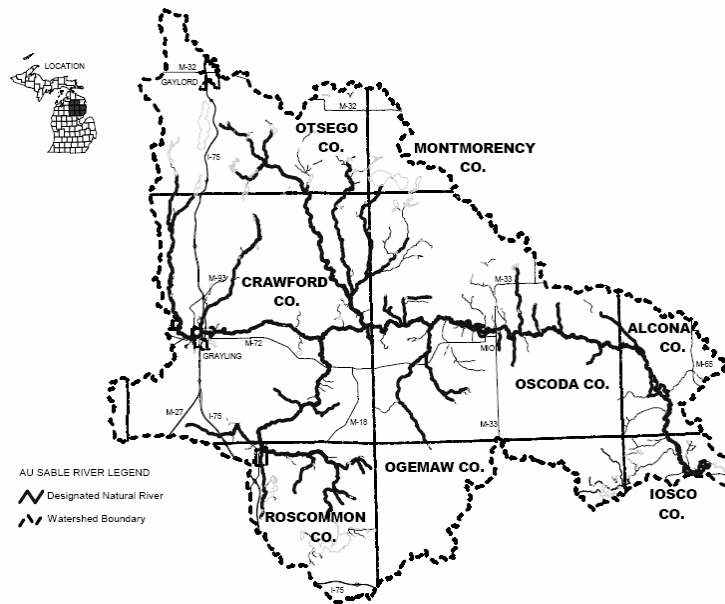 LOCATION
M-32
GAYLORD
M-32
OTSEGO
CO.
MONTMORENCY
CO.
I-75
M-93
CRAWFORD
CO.
M-33
ALCONA
CO.
GRAYLING
M-72
MIO
M-65
OSCODA CO.
M-27
I-75
M-18
M-33
OGEMAW CO.
AU SABLE RIVER LEGEND
Designated Natural River
Watershed Boundary
IOSCO
CO.
ROSCOMMON
CO.
I-75